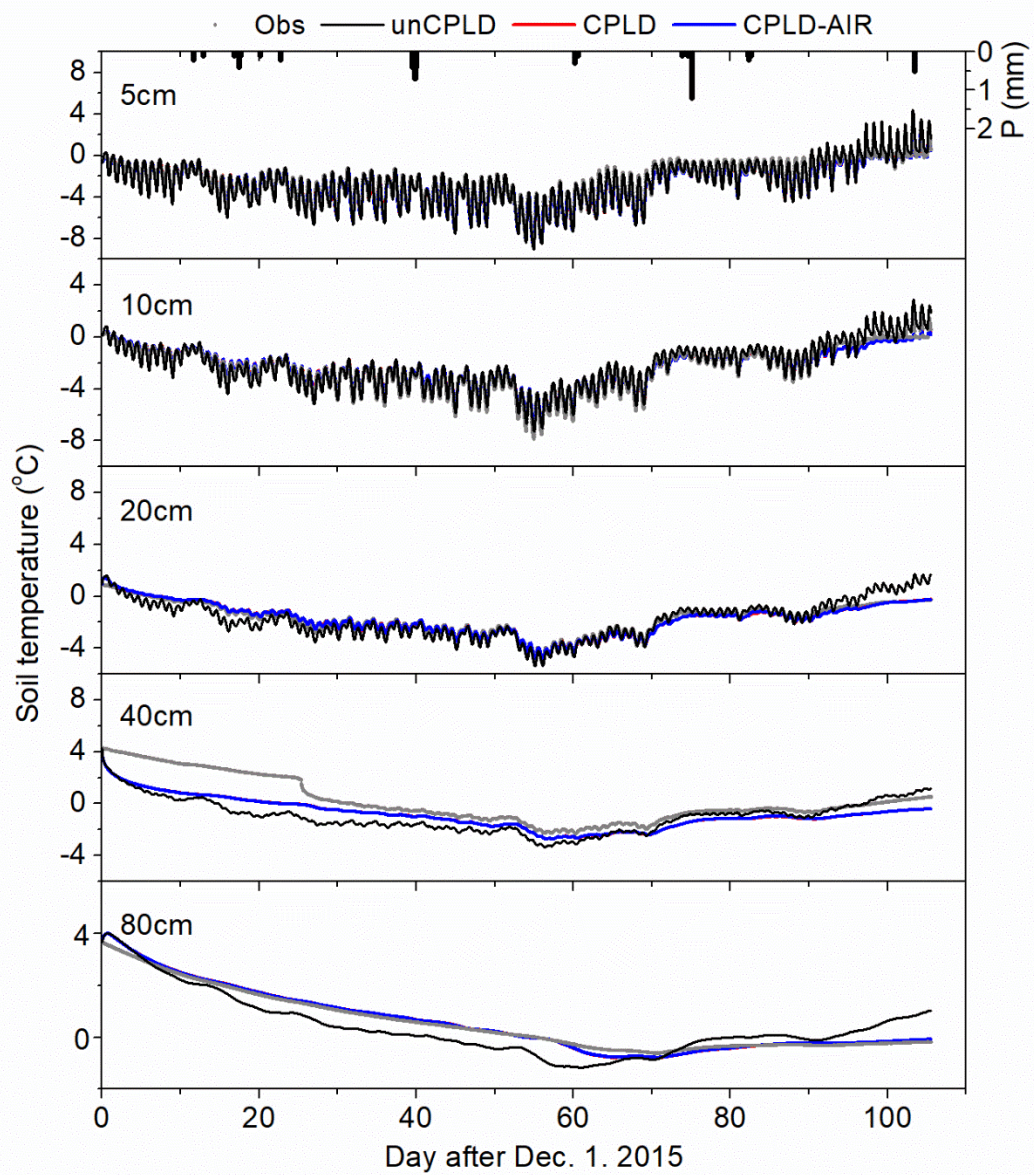 Obs unCPLD CPLD CPLD-AIR
8
4
0
-4
-8
5cm
0
1
2
P (mm)
4
0
-4
-8
10cm
8
4
0
-4
20cm
8
4
0
-4
40cm
4
0
80cm
Soil temperature (°C)
0 20 40 60 80 100
Day after Dec. 1. 2015